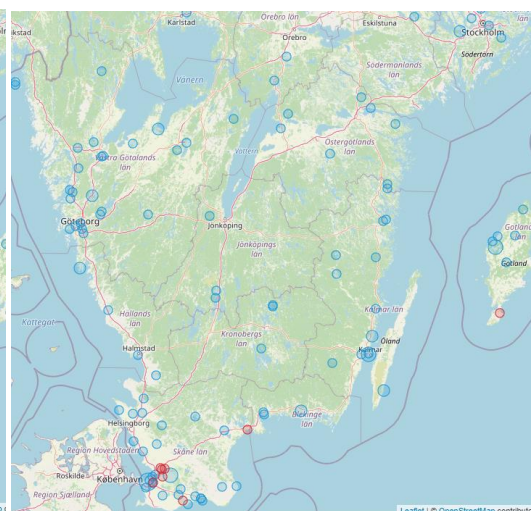 Karlstad
Örebro län
Örebro
Eskilstuna
Stockholm
Södertörn
Södermanlands
län
Vänern
Östergötlands
län
Västra Götalands
län
Vättern
Göteborg
Jönköping
Jönköpings
län
Gotland
Kattegat
Hallands
län
Kalmar län
Öland
Kronobergs
län
Halmstad
Kalmar
Blekinge
län
Helsingborg
Region Hovedstaden
Skåne län
Roskilde
København
Region Sjælland
Leaflet | © OpenStreetMap